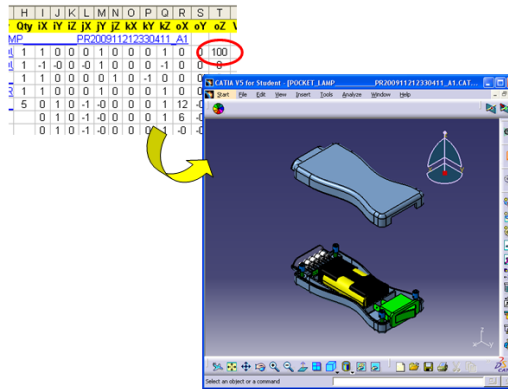 H I J K L M N O P Q R S T
Qty iX iY iZ jX jY jZ kX kY kZ oX oY oZ
MP PR200911212330411_A1
1 1 0 0 0 1 0 0 0 1 0 0 100
1 -1 -0 0 -0 1 0 0 0 -1 0 0 0
1 1 0 0 0 0 1 0 -1 0 0
1 1 0 0 0 1 0 0 0 1 0
5 0 1 0 -1 -0 0 0 0 1 12
0 1 0 -1 -0 0 0 0 1 6
0 1 0 -1 -0 0 0 0 1 -0
CATIA V5 for Student - [POCKET_LAMP PR200911212330411_A1.CAT...
Start File Edit View Insert Tools Analyze Window Help
Select an object or a command